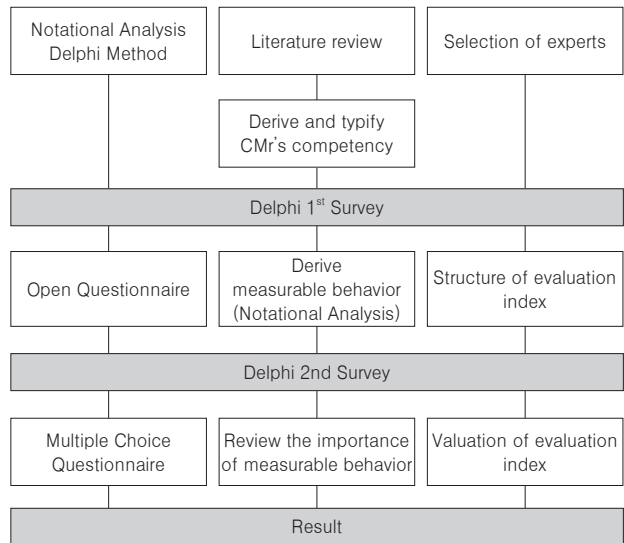 Notational Analysis
Delphi Method
Literature review
Selection of experts
Derive and typify
CMr's competency
Delphi 1st Survey
Open Questionnaire
Derive
measurable behavior
(Notational Analysis)
Structure of evaluation
index
Delphi 2nd Survey
Multiple Choice
Questionnaire
Review the importance
of measurable behavior
Valuation of evaluation
index
Result